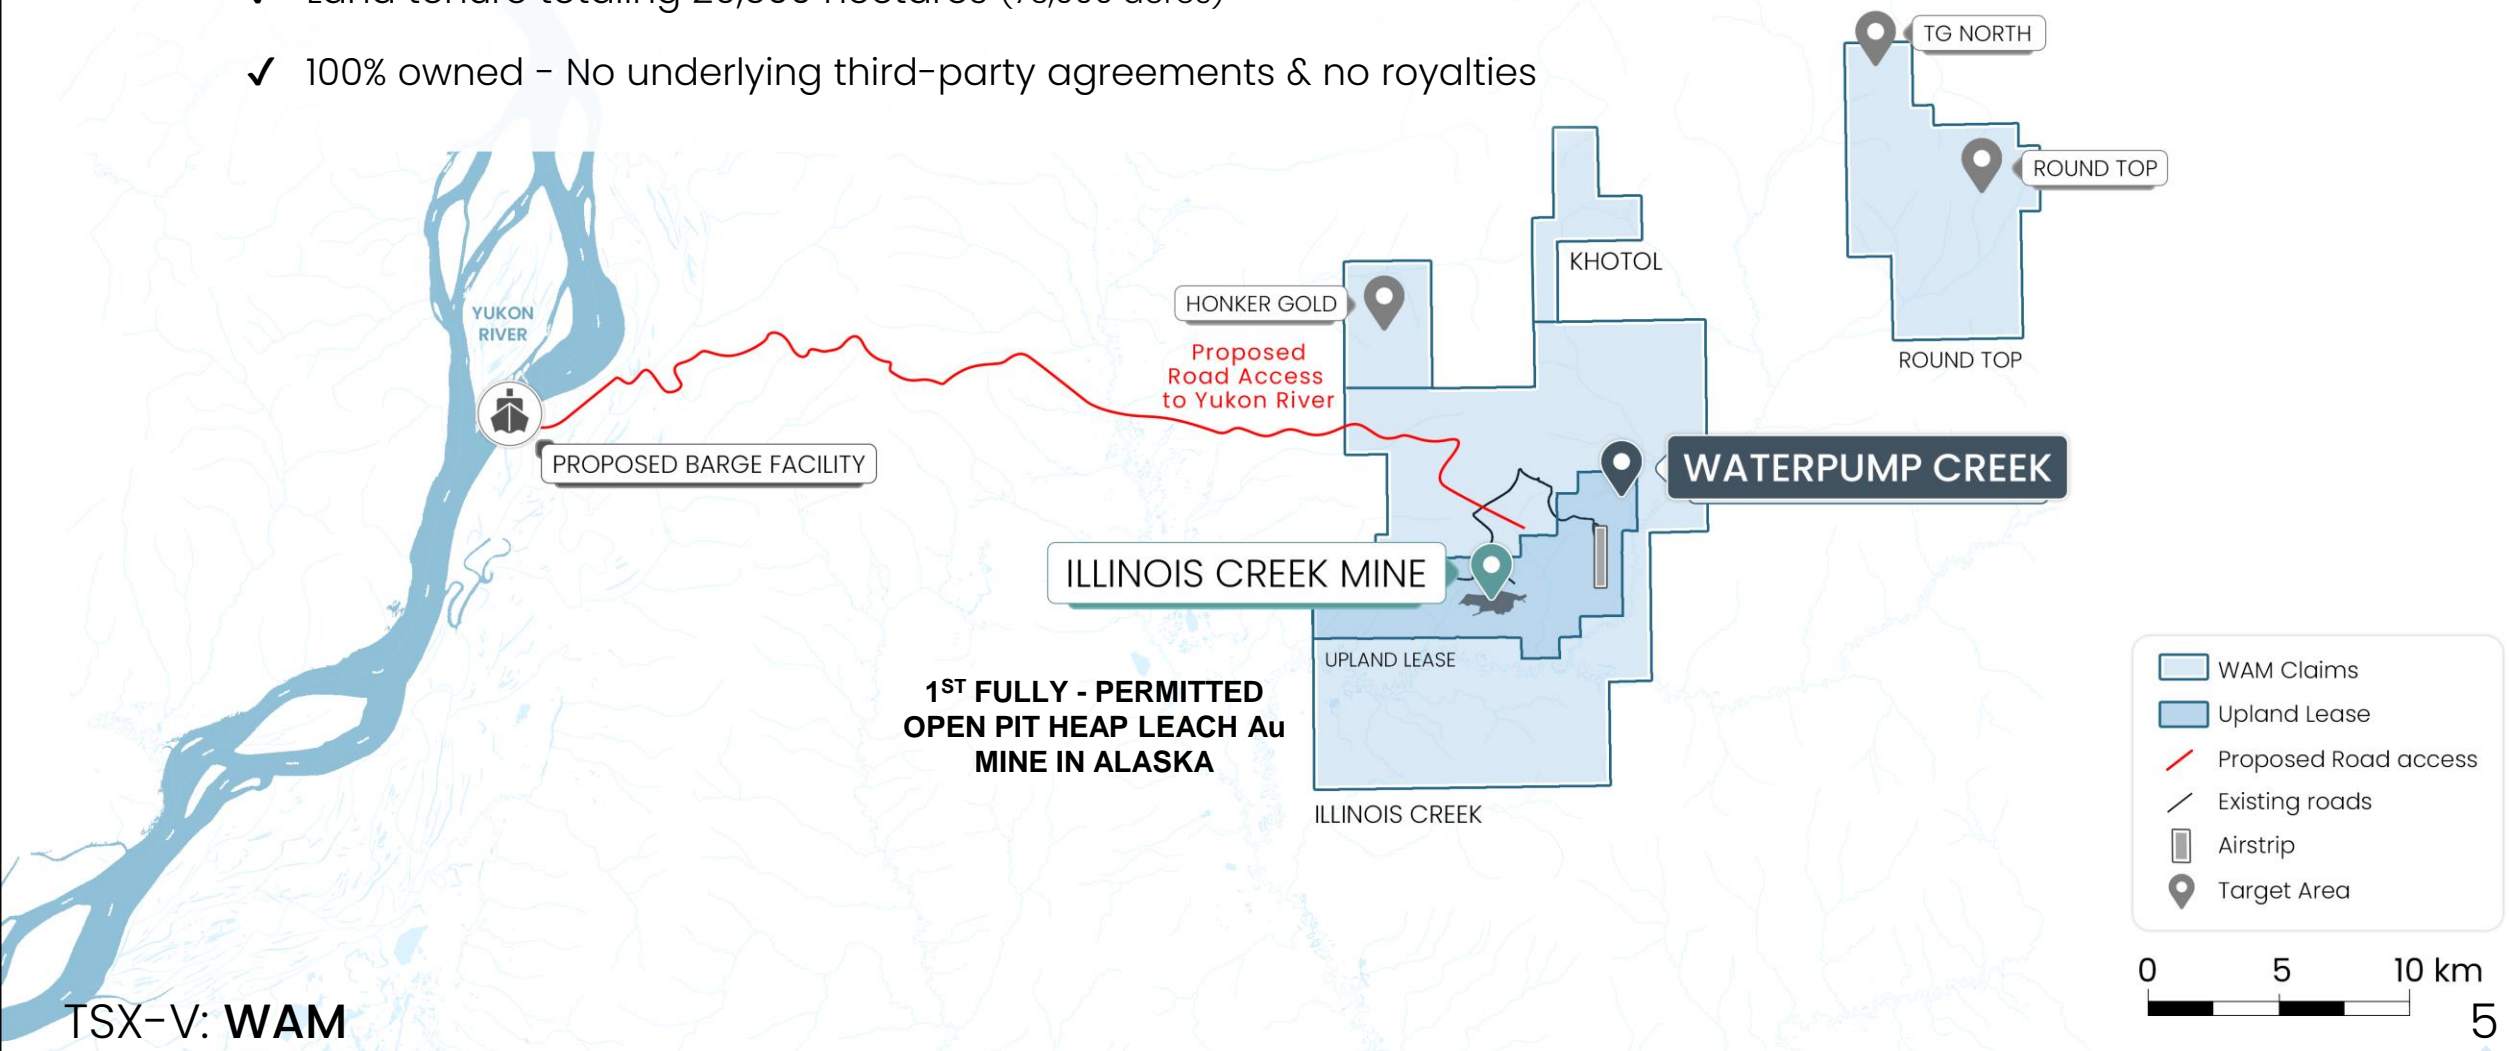 ✓ 100% owned - No underlying third-party agreements & no royalties
TG NORTH
ROUND TOP
KHOTOL
HONKER GOLD
YUKON
RIVER
Proposed
Road Access
to Yukon River
ROUND TOP
PROPOSED BARGE FACILITY
WATERPUMP CREEK
ILLINOIS CREEK MINE
UPLAND LEASE
1ST FULLY - PERMITTED
OPEN PIT HEAP LEACH Au
MINE IN ALASKA
ILLINOIS CREEK
WAM Claims
Upland Lease
Proposed Road access
Existing roads
Airstrip
Target Area
0 5 10 km
TSX-V: WAM
5